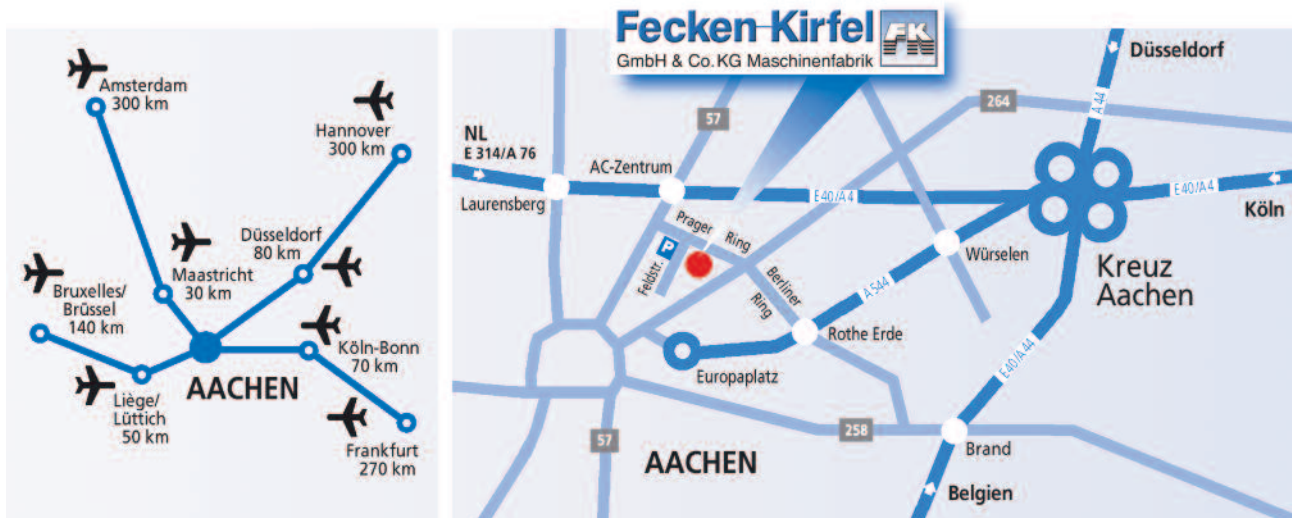 Amsterdam
300 km
Hannover
300 km
Düsseldorf
80 km
Maastricht
30 km
Bruxelles/
Brüssel
140 km
Köln-Bonn
70 km
AACHEN
Liège/
Lüttich
50 km
Frankfurt
270 km
Fecken-Kirfel
FK
GmbH & Co. KG Maschinenfabrik
Düsseldorf
264
A 44
57
NL
E 314/A 76
AC-Zentrum
E40/A4
E40/A4
Laurensberg
Köln
Prager Ring
P
Feldstr.
Würselen
Berliner Ring
Kreuz
Aachen
A 544
Rothe Erde
Europaplatz
E40/A44
57
258
AACHEN
Brand
Belgien